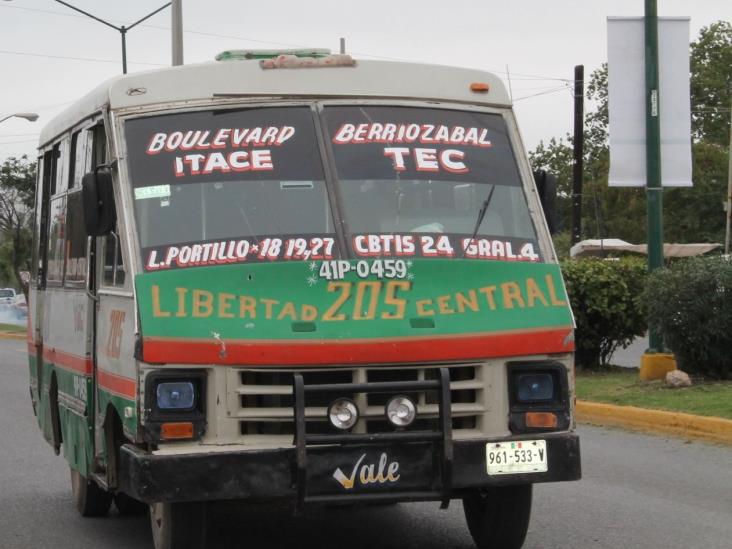 BOULEVARD BERRIOZABAL
ITACE TEC
L. PORTILLO * 18 19,27 CBTIS 24 GRAL.4
41P-0459
LIBERTAD 205 CENTRAL
205
Vale
961-533-V